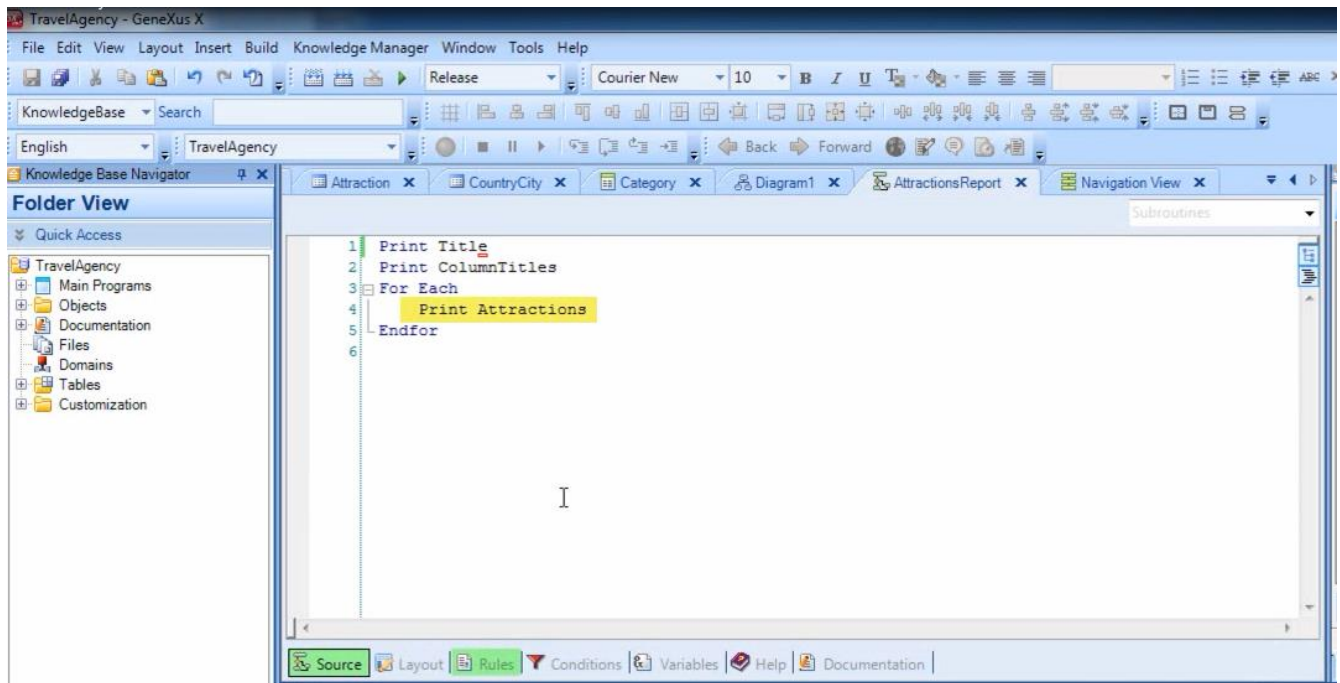 TravelAgency - GeneXus X
File Edit View Layout Insert Build Knowledge Manager Window Tools Help
Release Courier New 10 B I U ABC
KnowledgeBase Search
English TravelAgency Back Forward
Knowledge Base Navigator
Attraction CountryCity Category Diagram1 AttractionsReport Navigation View
Folder View
Subroutines
Quick Access
TravelAgency
Main Programs
Objects
Documentation
Files
Domains
Tables
Customization
1 Print Title
2 Print ColumnTitles
3 For Each
4 Print Attractions
5 Endfor
6
Source Layout Rules Conditions Variables Help Documentation